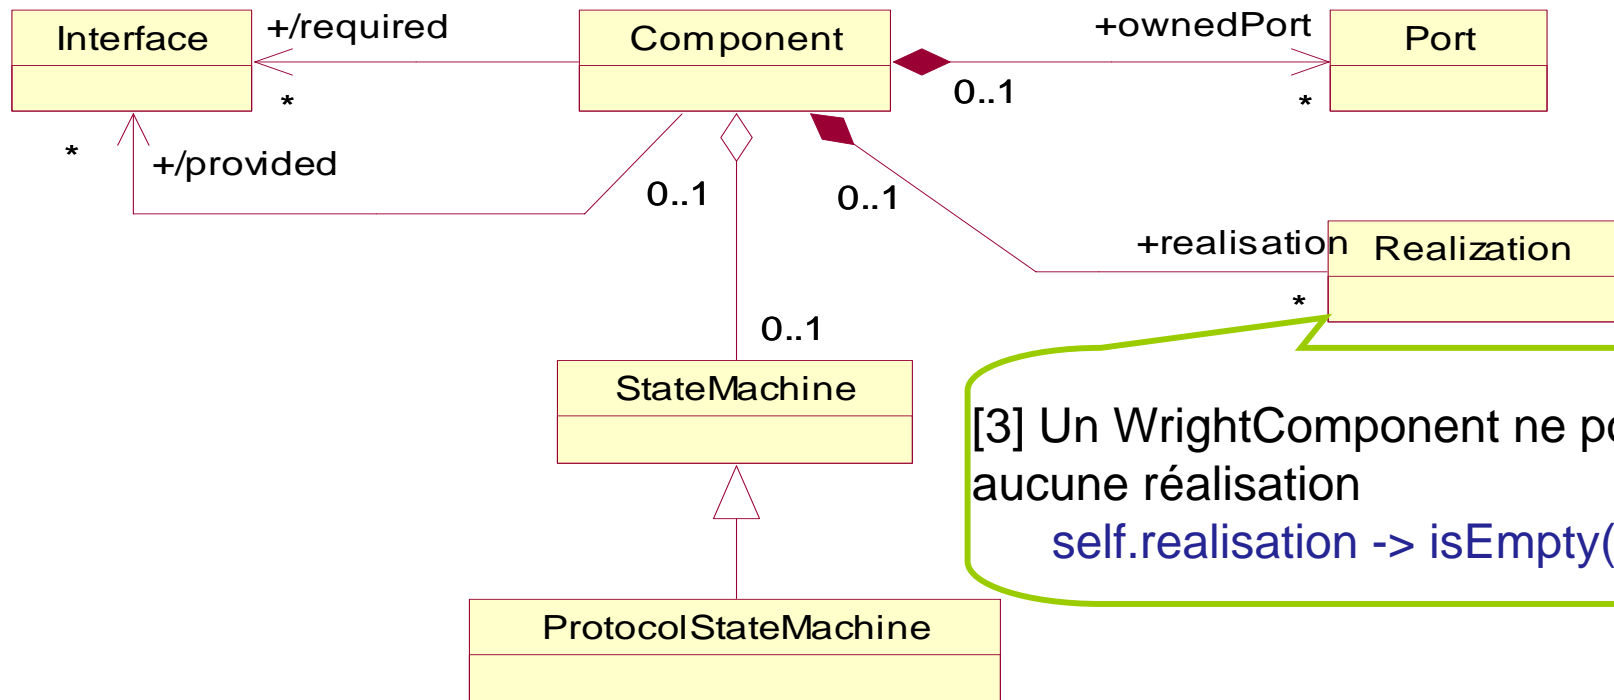 Interface
+/required
Component
+ownedPort
Port
*
0..1
*
*
+/provided
0..1
0..1
+realisation
Realization
*
0..1
StateMachine
[3] Un WrightComponent ne
aucune réalisation
self.realisation -> isEmpty(
ProtocolStateMachine